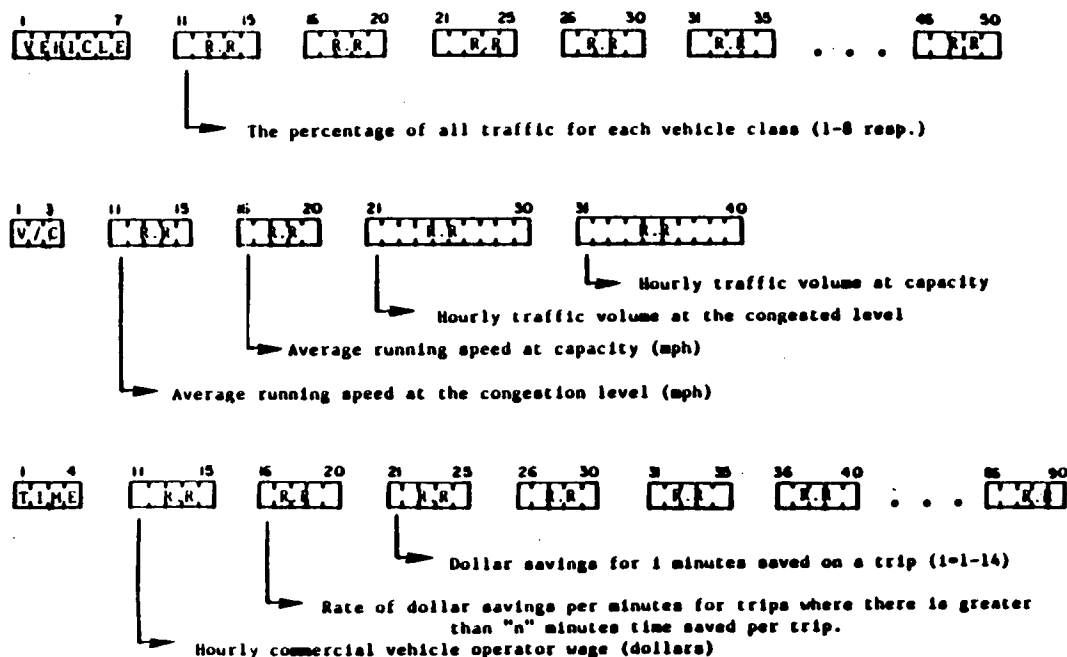 1 7 11 15 16 20 21 25 26 30 31 35 46 50
VEHICLE R.R R.R R.R R.R R.R . . . R.R
The percentage of all traffic for each vehicle class (1-8 resp.)
1 3 11 15 16 20 21 30 31 40
V/C R.R R.R R.R R.R
Hourly traffic volume at capacity
Hourly traffic volume at the congested level
Average running speed at capacity (mph)
Average running speed at the congestion level (mph)
1 4 11 15 16 20 21 25 26 30 31 35 36 40 86 90
TIME R.R R.R R.R R.R R.R R.R . . . R.R
Dollar savings for i minutes saved on a trip (i=1-14)
Rate of dollar savings per minutes for trips where there is greater
than "n" minutes time saved per trip.
Hourly commercial vehicle operator wage (dollars)